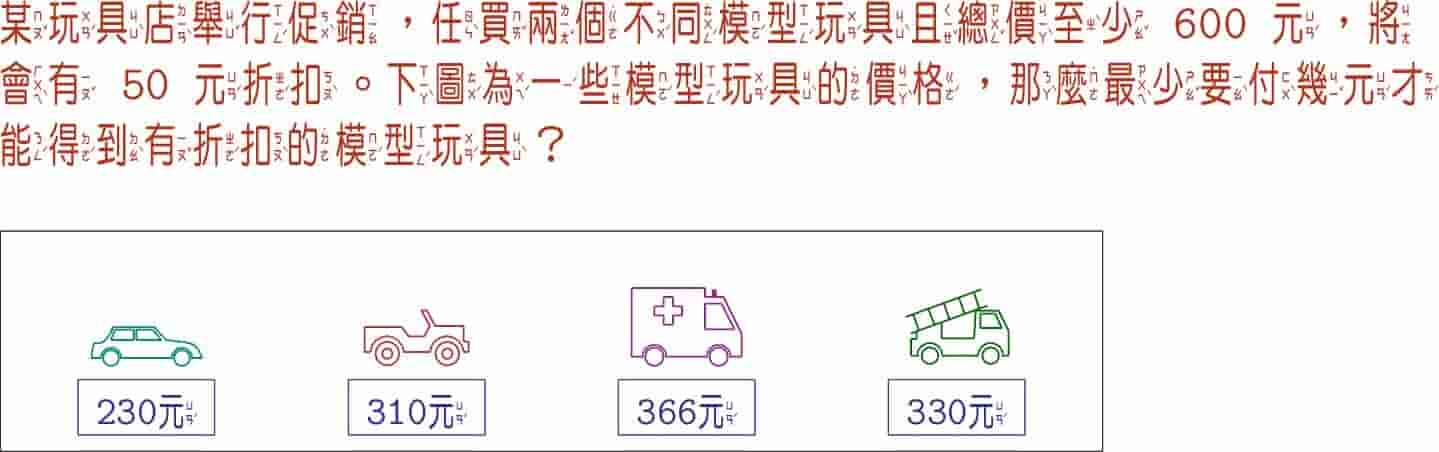 某玩具店舉行促銷，任買兩個不同模型玩具且總價至少 600 元，將
會有 50 元折扣。下圖為一些模型玩具的價格，那麼最少要付幾元才
能得到有折扣的模型玩具？
230元 310元 366元 330元